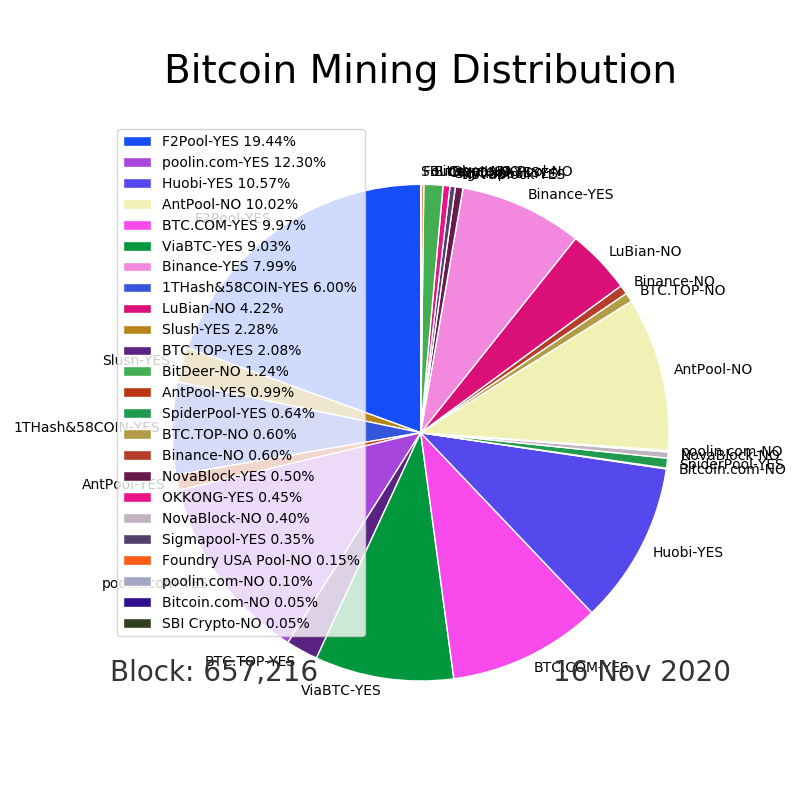 Bitcoin Mining Distribution
F2Pool-YES 19.44%
poolin.com-YES 12.30%
Huobi-YES 10.57%
AntPool-NO 10.02%
BTC.COM-YES 9.97%
ViaBTC-YES 9.03%
Binance-YES 7.99%
1THash&58COIN-YES 6.00%
LuBian-NO 4.22%
Slush-YES 2.28%
BTC.TOP-YES 2.08%
BitDeer-NO 1.24%
AntPool-YES 0.99%
SpiderPool-YES 0.64%
BTC.TOP-NO 0.60%
Binance-NO 0.60%
NovaBlock-YES 0.50%
OKKONG-YES 0.45%
NovaBlock-NO 0.40%
Sigmapool-YES 0.35%
Foundry USA Pool-NO 0.15%
poolin.com-NO 0.10%
Bitcoin.com-NO 0.05%
SBI Crypto-NO 0.05%
F2Pool-YES
Slush-YES
1THash&58COIN-YES
AntPool-YES
poolin.com-YES
BTC.TOP-YES
ViaBTC-YES
BTC.COM-YES
Huobi-YES
Bitcoin.com-NO
SpiderPool-YES
NovaBlock-NO
poolin.com-NO
AntPool-NO
BTC.TOP-NO
Binance-NO
LuBian-NO
Binance-YES
NovaBlock-YES
Block: 657,216
16 Nov 2020